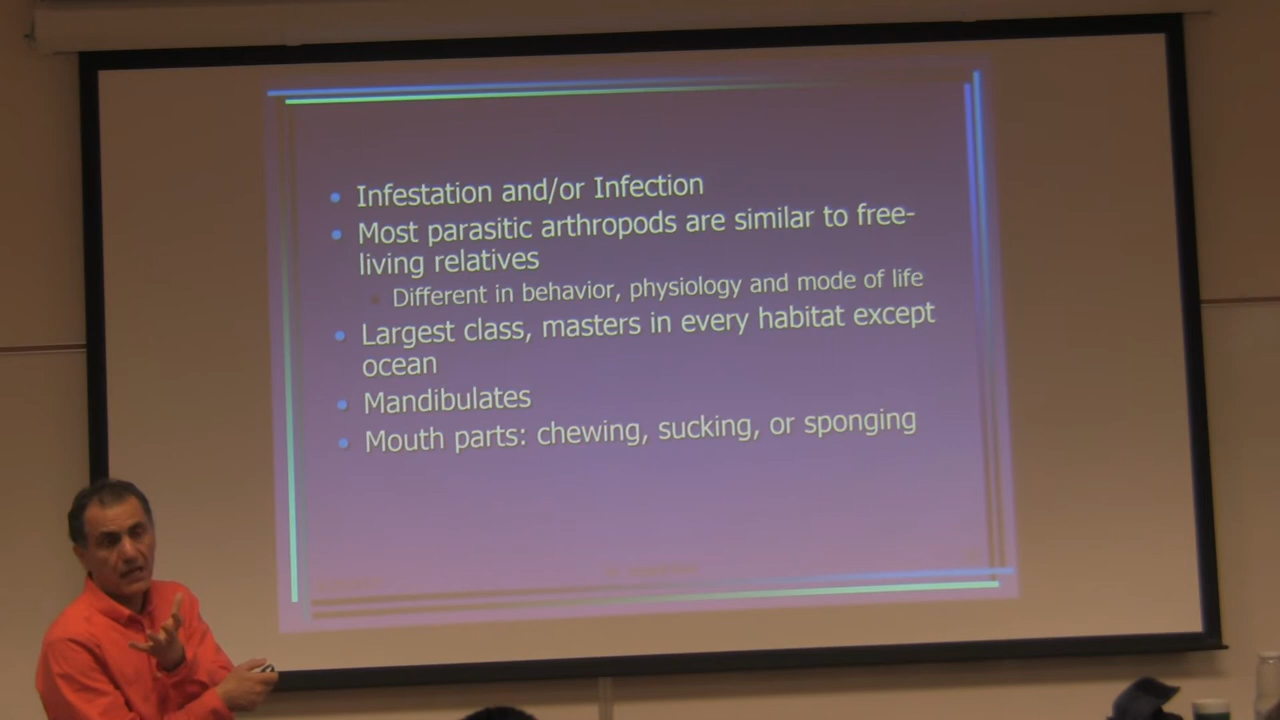 • Infestation and/or Infection
• Most parasitic arthropods are similar to free-
living relatives
Different in behavior, physiology and mode of life
• Largest class, masters in every habitat except
ocean
• Mandibulates
• Mouth parts: chewing, sucking, or sponging